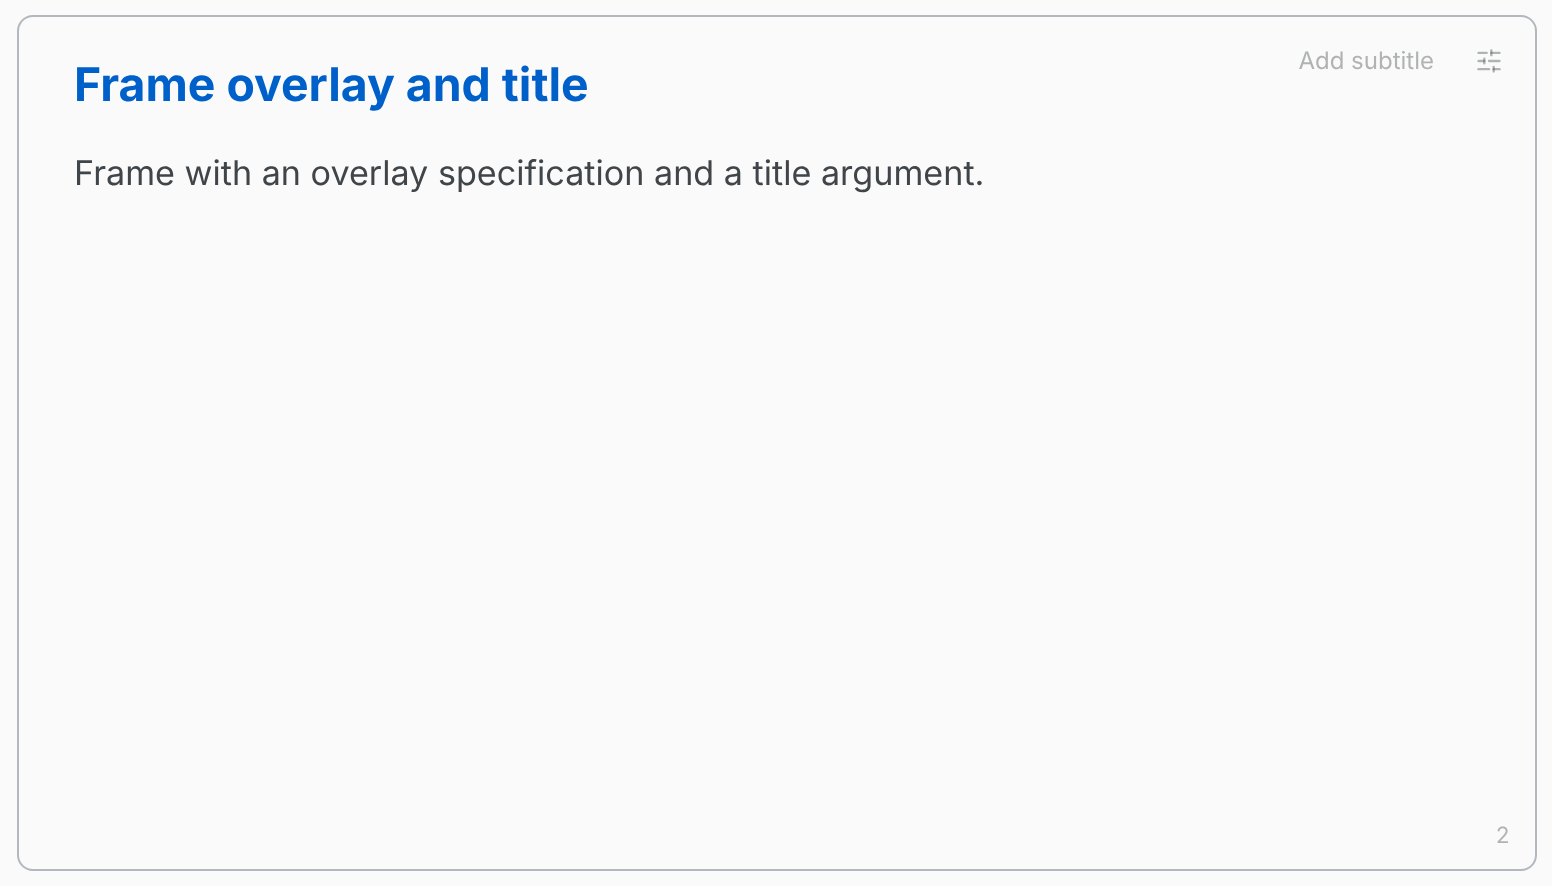 Frame overlay and title
Add subtitle
Frame with an overlay specification and a title argument.
2